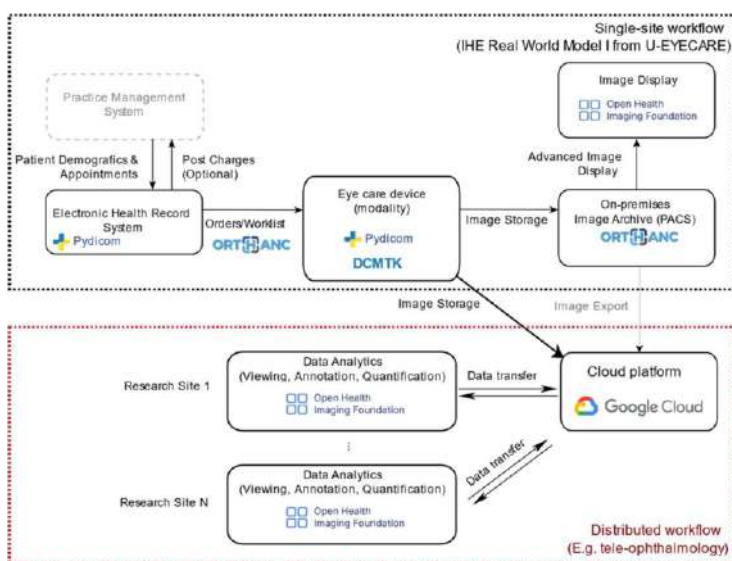 Single-site workflow
(IHE Real World Model I from U-EYECARE)
Practice Management
System
Image Display
Open Health
Imaging Foundation
Patient Demografics &
Appointments
Post Charges
(Optional)
Advanced Image
Display
Electronic Health Record
System
Pydicom
Orders/Worklist
ORTHANC
Eye care device
(modality)
Pydicom
DCMTK
Image Storage
On-premises
Image Archive (PACS)
ORTHANC
Image Storage
Image Export
Research Site 1
Data Analytics
(Viewing, Annotation, Quantification)
Open Health
Imaging Foundation
Data transfer
Cloud platform
Google Cloud
Research Site N
Data Analytics
(Viewing, Annotation, Quantification)
Open Health
Imaging Foundation
Data transfer
Distributed workflow
(E.g. tele-ophthalmology)